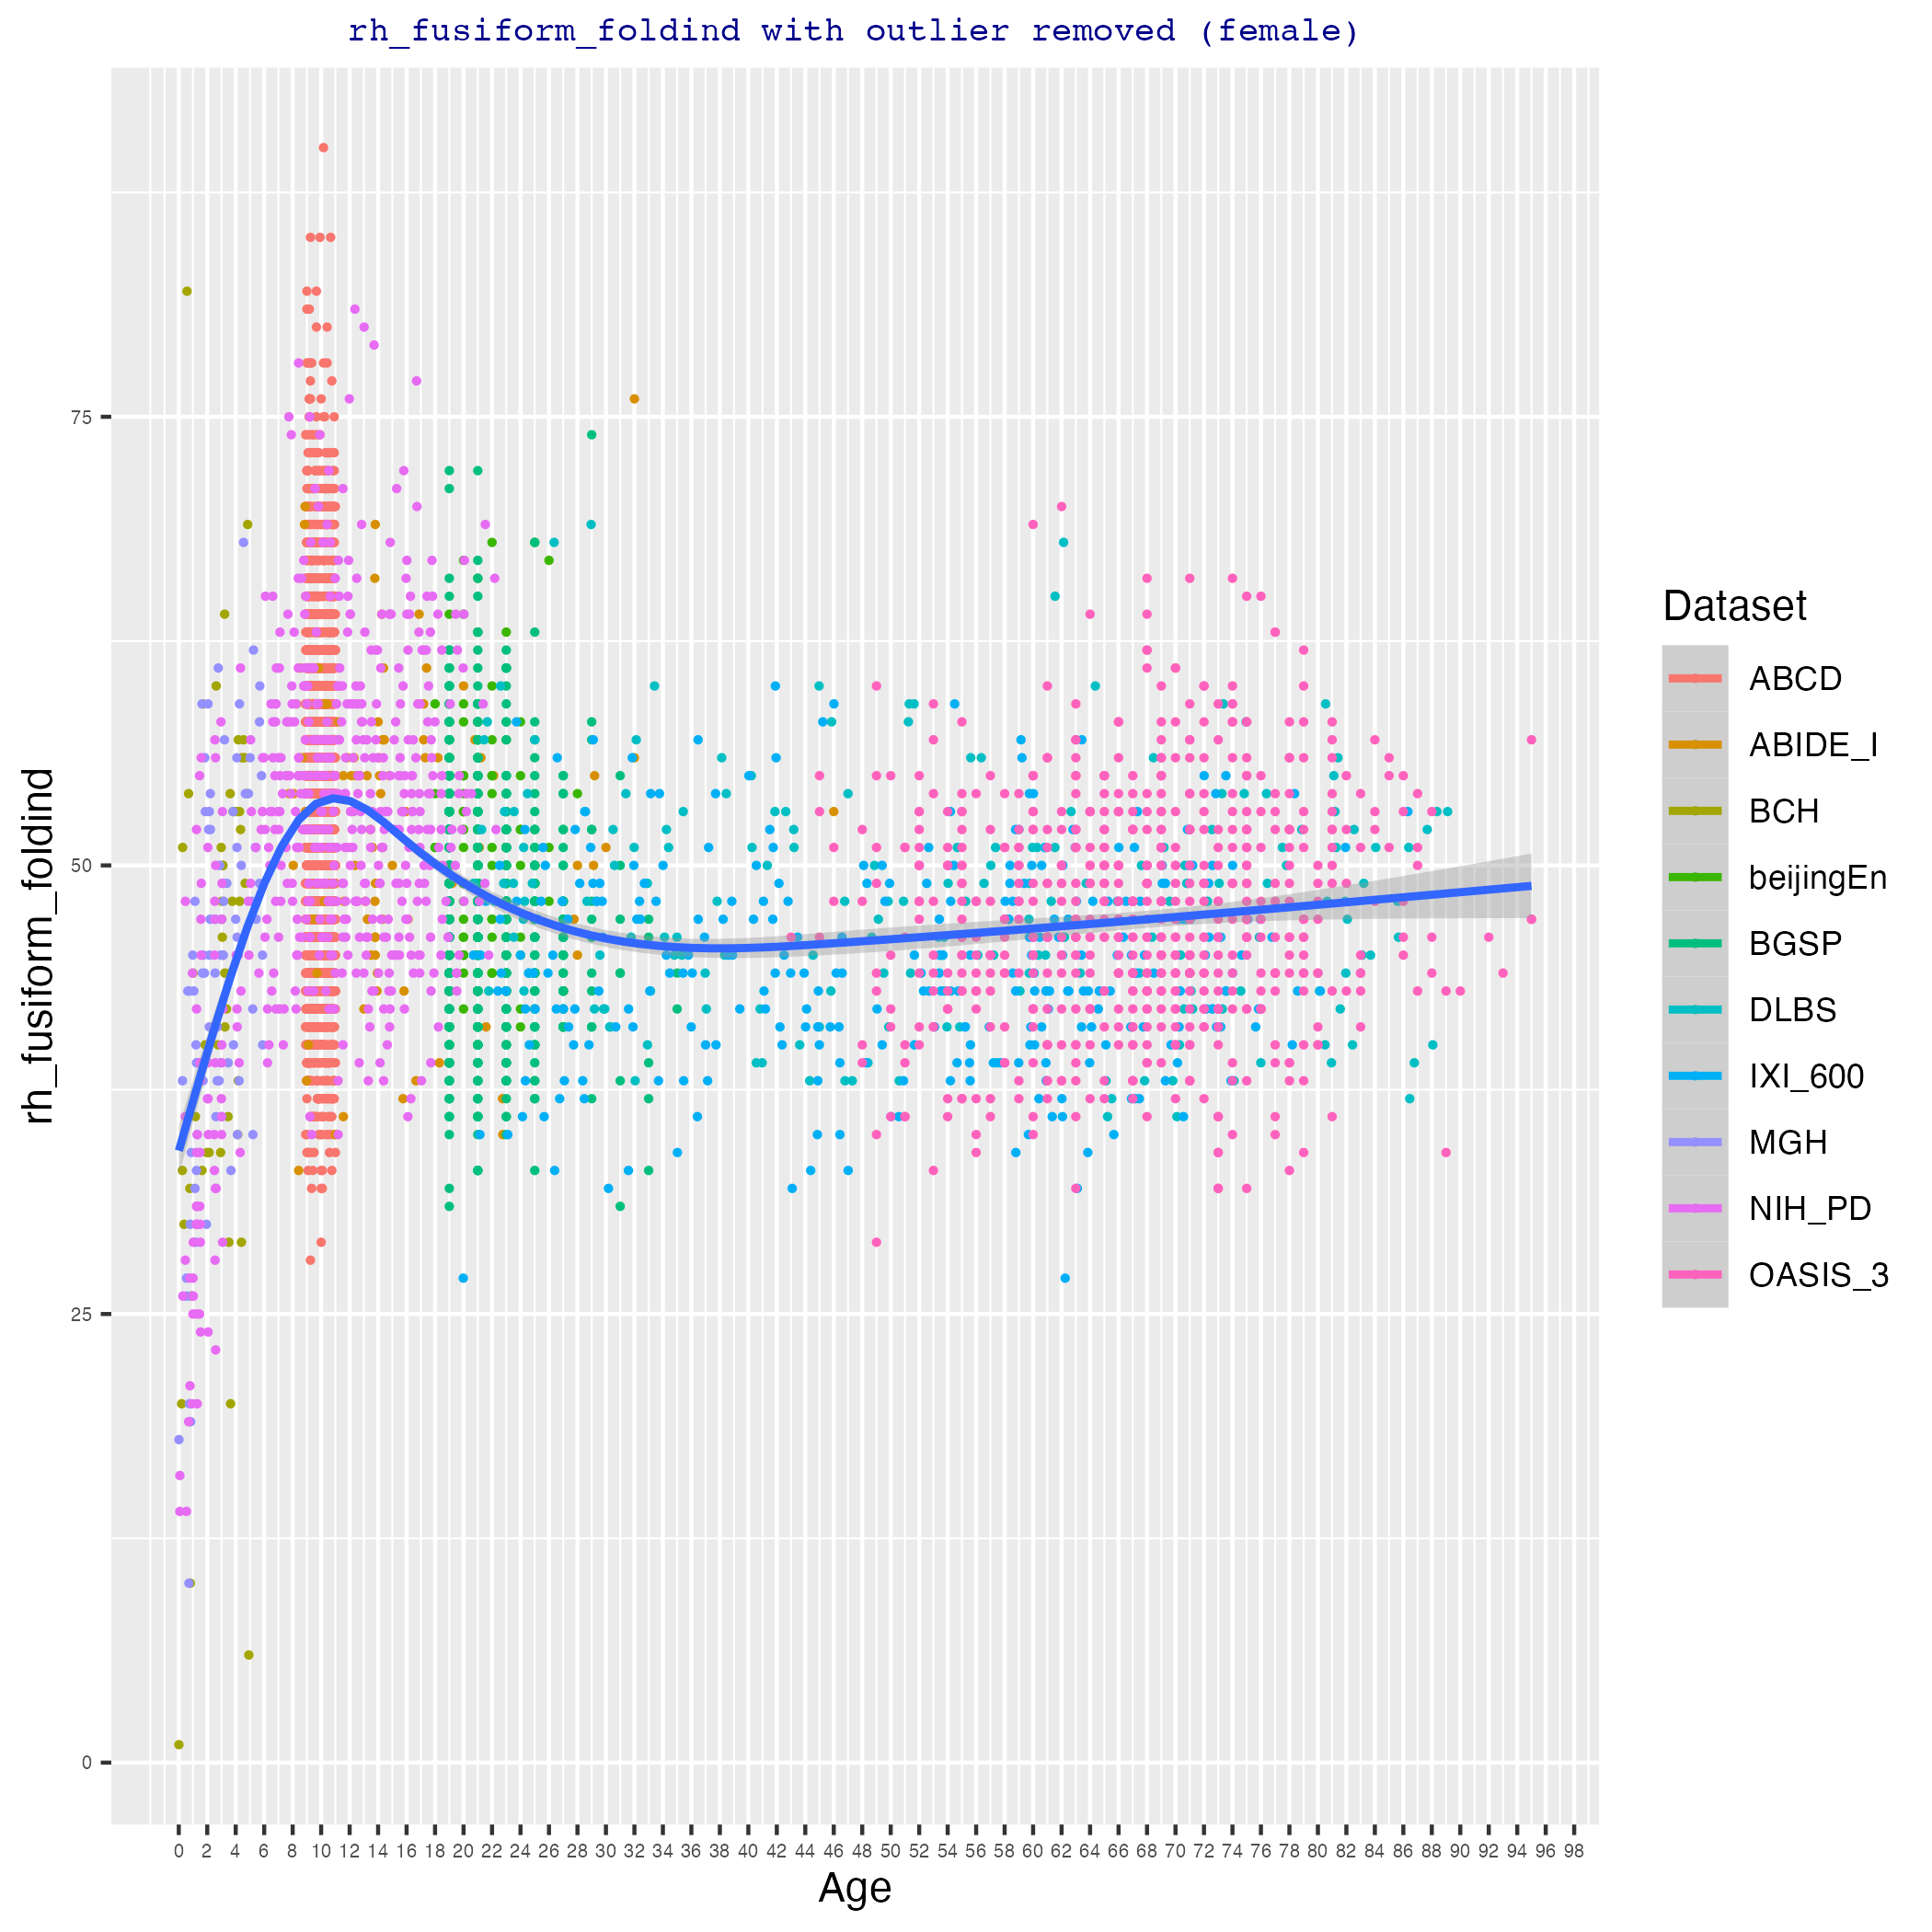 rh_fusiform_foldind with outlier removed (female)
rh_fusiform_foldind
75
50
25
0
0 2 4 6 8 10 12 14 16 18 20 22 24 26 28 30 32 34 36 38 40 42 44 46 48 50 52 54 56 58 60 62 64 66 68 70 72 74 76 78 80 82 84 86 88 90 92 94 96 98
Age
Dataset
ABCD
ABIDE_I
BCH
beijingEn
BGSP
DLBS
IXI_600
MGH
NIH_PD
OASIS_3